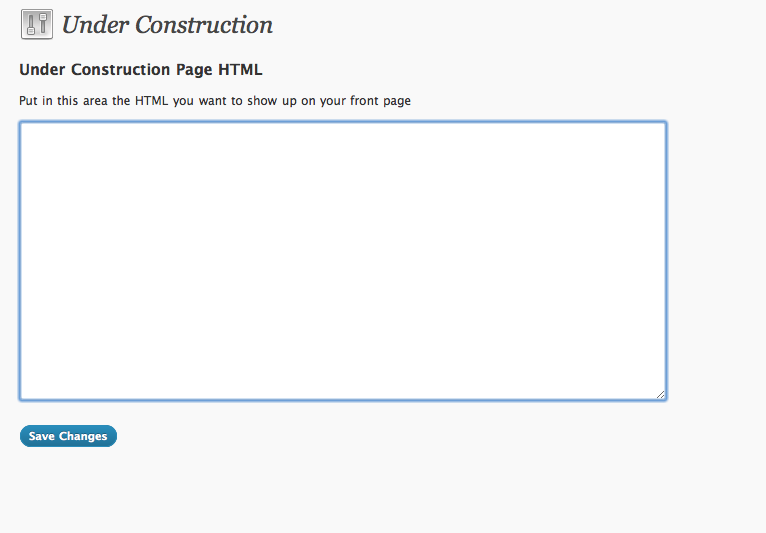 Under Construction
Under Construction Page HTML
Put in this area the HTML you want to show up on your front page
Save Changes